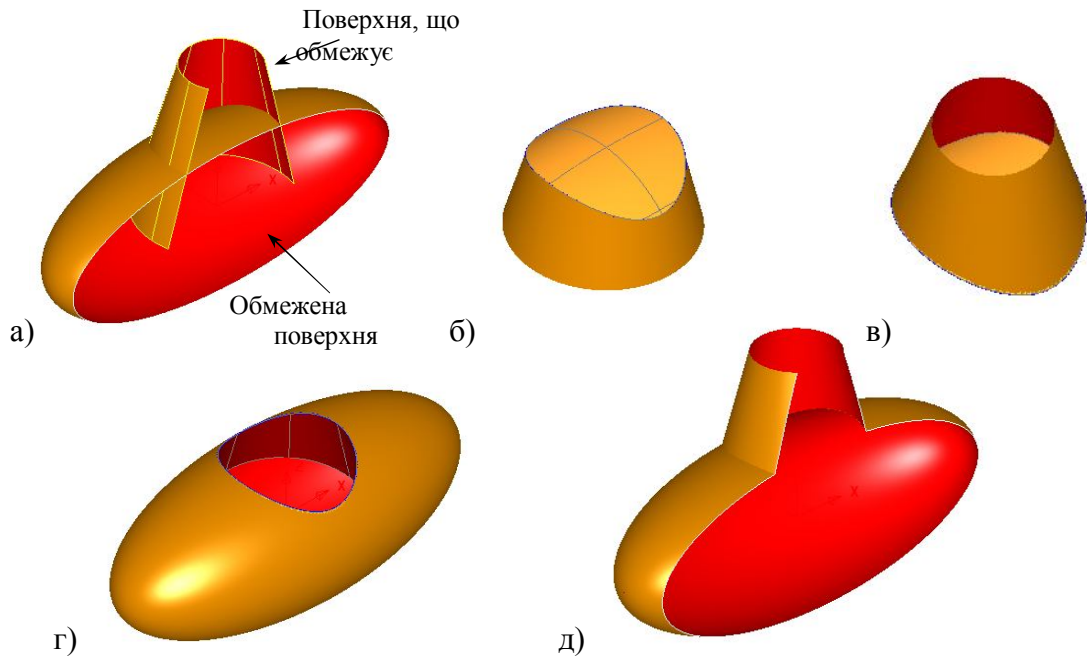 Поверхня, що
обмежує
Обмежена
поверхня
а)
б)
в)
X
X
X
г)
д)